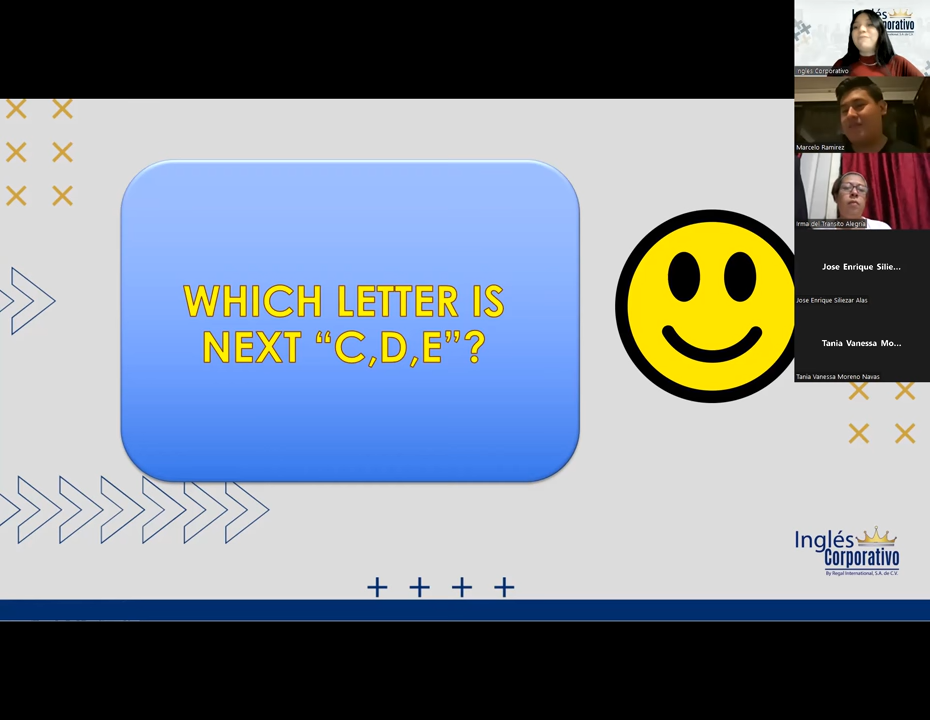 WHICH LETTER IS
NEXT “C,D,E”?
Inglés
Corporativo
By Regal International, S.A. de C.V.
Inglés Corporativo
Marcelo Ramirez
Irma del Transito Alegria
Jose Enrique Silie...
Jose Enrique Siliezar Alas
Tania Vanessa Mo...
Tania Vanessa Moreno Navas